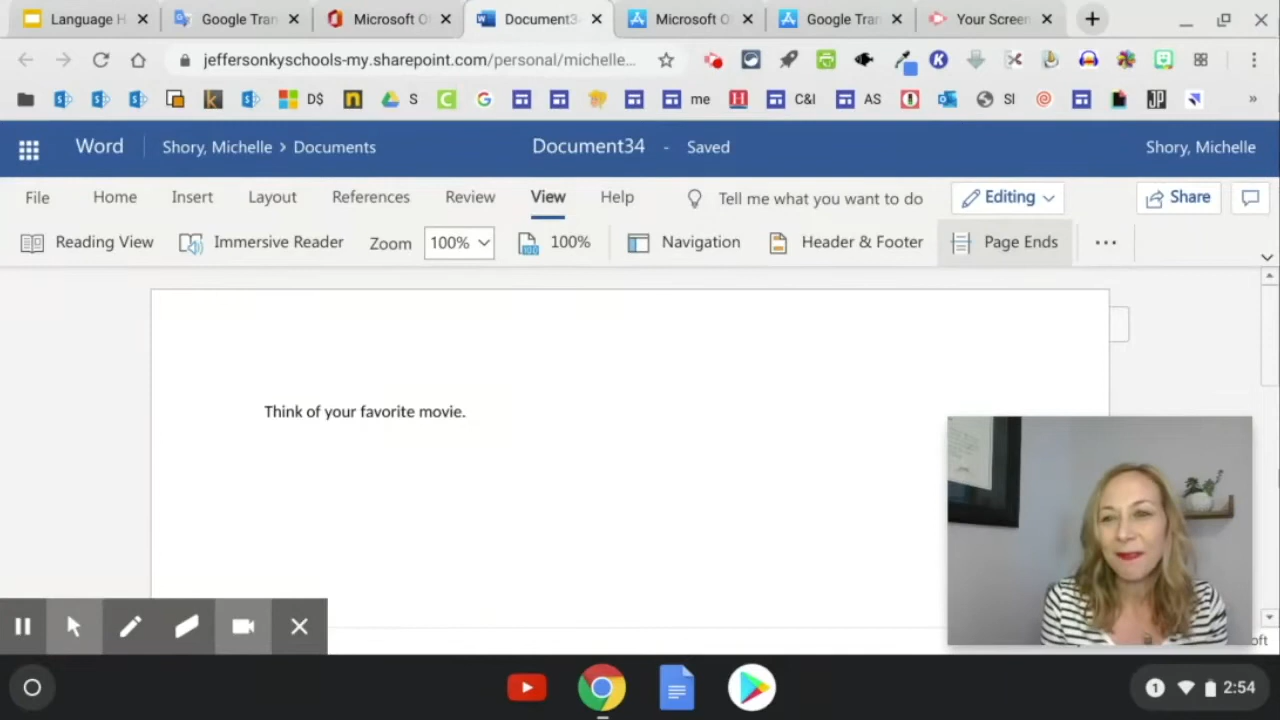 Language H
Google Tran
Microsoft O
Document3
Microsoft O
Google Tran
Your Screen
jeffersonkyschools-my.sharepoint.com/personal/michelle...
D$
S
me
C&I
AS
SI
JP
»
Word
Shory, Michelle > Documents
Document34 - Saved
Shory, Michelle
File
Home
Insert
Layout
References
Review
View
Help
Tell me what you want to do
Editing
Share
Reading View
Immersive Reader
Zoom
100%
100%
Navigation
Header & Footer
Page Ends
...
Think of your favorite movie.
oft
1
2:54